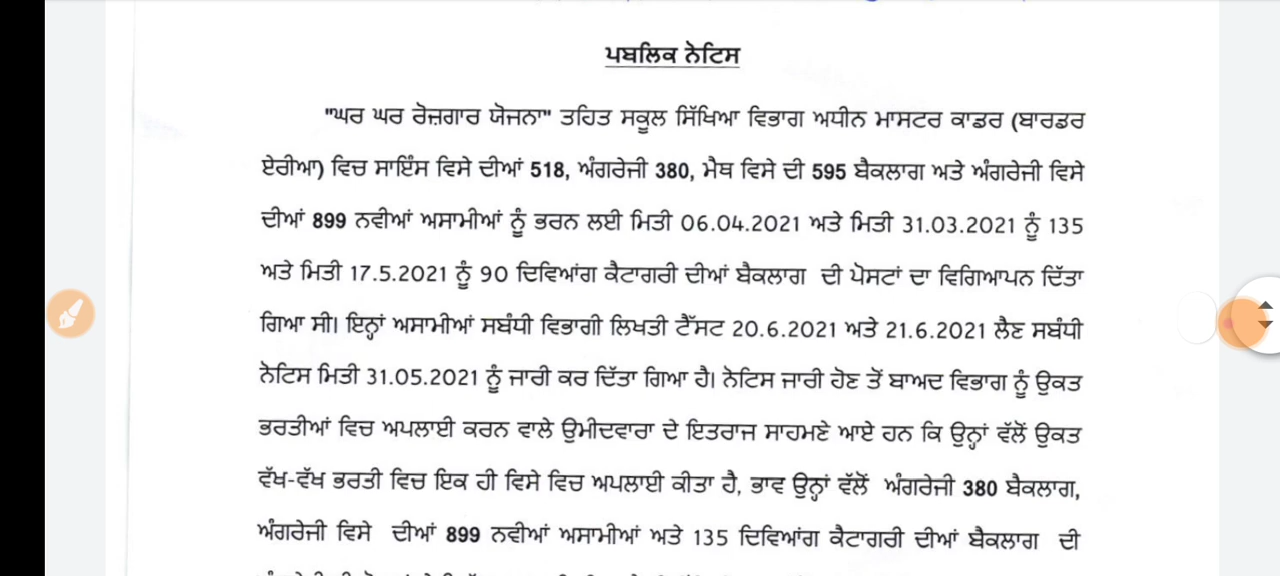 ਪਬਲਿਕ ਨੋਟਿਸ
"ਘਰ ਘਰ ਰੋਜ਼ਗਾਰ ਯੋਜਨਾ" ਤਹਿਤ ਸਕੂਲ ਸਿੱਖਿਆ ਵਿਭਾਗ ਅਧੀਨ ਮਾਸਟਰ ਕਾਡਰ (ਬਾਰਡਰ
ਏਰੀਆ) ਵਿਚ ਸਾਇੰਸ ਵਿਸੇ ਦੀਆਂ 518, ਅੰਗਰੇਜੀ 380, ਮੈਥ ਵਿਸੇ ਦੀ 595 ਬੈਕਲਾਗ ਅਤੇ ਅੰਗਰੇਜੀ ਵਿਸੇ
ਦੀਆਂ 899 ਨਵੀਆਂ ਅਸਾਮੀਆਂ ਨੂੰ ਭਰਨ ਲਈ ਮਿਤੀ 06.04.2021 ਅਤੇ ਮਿਤੀ 31.03.2021 ਨੂੰ 135
ਅਤੇ ਮਿਤੀ 17.5.2021 ਨੂੰ 90 ਦਿਵਿਆਂਗ ਕੈਟਾਗਰੀ ਦੀਆਂ ਬੈਕਲਾਗ ਦੀ ਪੋਸਟਾਂ ਦਾ ਵਿਗਿਆਪਨ ਦਿੱਤਾ
ਗਿਆ ਸੀ। ਇਨ੍ਹਾਂ ਅਸਾਮੀਆਂ ਸਬੰਧੀ ਵਿਭਾਗੀ ਲਿਖਤੀ ਟੈੱਸਟ 20.6.2021 ਅਤੇ 21.6.2021 ਲੈਣ ਸਬੰਧੀ
ਨੋਟਿਸ ਮਿਤੀ 31.05.2021 ਨੂੰ ਜਾਰੀ ਕਰ ਦਿੱਤਾ ਗਿਆ ਹੈ। ਨੋਟਿਸ ਜਾਰੀ ਹੋਣ ਤੋਂ ਬਾਅਦ ਵਿਭਾਗ ਨੂੰ ਉਕਤ
ਭਰਤੀਆਂ ਵਿਚ ਅਪਲਾਈ ਕਰਨ ਵਾਲੇ ਉਮੀਦਵਾਰਾ ਦੇ ਇਤਰਾਜ ਸਾਹਮਣੇ ਆਏ ਹਨ ਕਿ ਉਨ੍ਹਾਂ ਵੱਲੋਂ ਉਕਤ
ਵੱਖ-ਵੱਖ ਭਰਤੀ ਵਿਚ ਇਕ ਹੀ ਵਿਸੇ ਵਿਚ ਅਪਲਾਈ ਕੀਤਾ ਹੈ, ਭਾਵ ਉਨ੍ਹਾਂ ਵੱਲੋਂ ਅੰਗਰੇਜੀ 380 ਬੈਕਲਾਗ,
ਅੰਗਰੇਜੀ ਵਿਸੇ ਦੀਆਂ 899 ਨਵੀਆਂ ਅਸਾਮੀਆਂ ਅਤੇ 135 ਦਿਵਿਆਂਗ ਕੈਟਾਗਰੀ ਦੀਆਂ ਬੈਕਲਾਗ ਦੀ